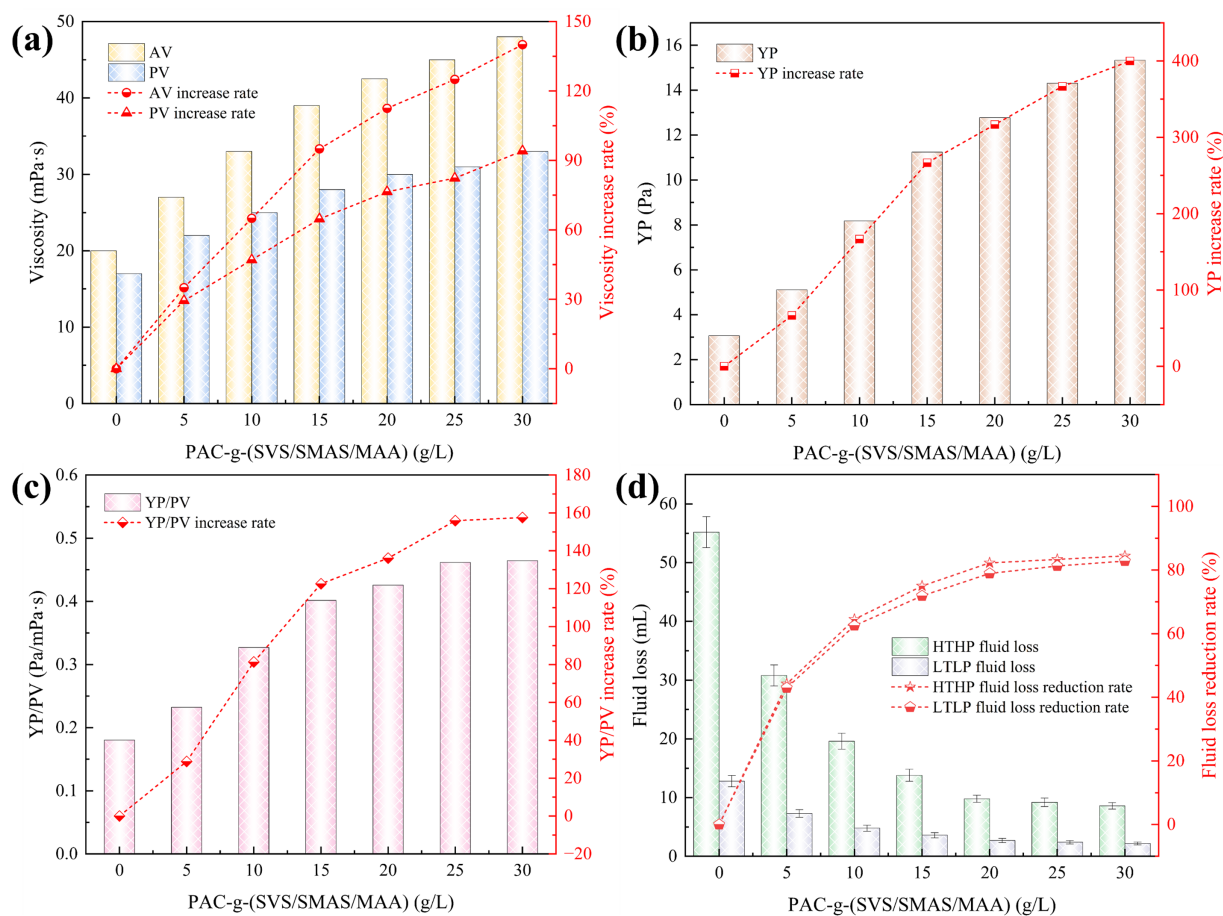 (a)
AV
PV
AV increase rate
PV increase rate
Viscosity (mPa·s)
50
40
30
20
10
0
Viscosity increase rate (%)
150
120
90
60
30
0
0 5 10 15 20 25 30
PAC-g-(SVS/SMAS/MAA) (g/L)
(b)
YP
YP increase rate
YP (Pa)
16
14
12
10
8
6
4
2
0
YP increase rate (%)
400
300
200
100
0
0 5 10 15 20 25 30
PAC-g-(SVS/SMAS/MAA) (g/L)
(c)
YP/PV
YP/PV increase rate
YP/PV (Pa/mPa·s)
0.6
0.5
0.4
0.3
0.2
0.1
0.0
YP/PV increase rate (%)
180
160
140
120
100
80
60
40
20
0
−20
0 5 10 15 20 25 30
PAC-g-(SVS/SMAS/MAA) (g/L)
(d)
HTHP fluid loss
LTLP fluid loss
HTHP fluid loss reduction rate
LTLP fluid loss reduction rate
Fluid loss (mL)
60
50
40
30
20
10
0
Fluid loss reduction rate (%)
100
80
60
40
20
0
0 5 10 15 20 25 30
PAC-g-(SVS/SMAS/MAA) (g/L)